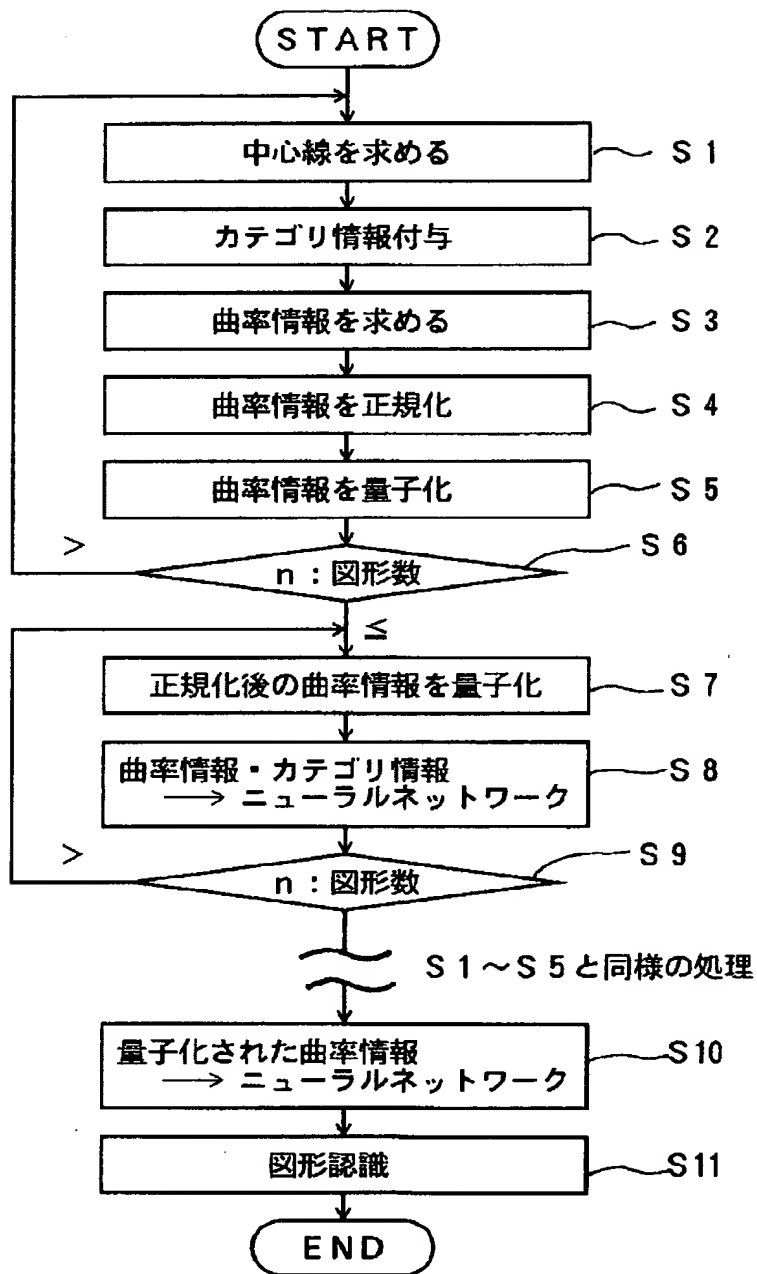 START
中心線を求める
S1
カテゴリ情報付与
S2
曲率情報を求める
S3
曲率情報を正規化
S4
曲率情報を量子化
S5
>
n:図形数
S6
≦
正規化後の曲率情報を量子化
S7
曲率情報・カテゴリ情報
→ ニューラルネットワーク
S8
>
n:図形数
S9
S1~S5と同様の処理
量子化された曲率情報
→ ニューラルネットワーク
S10
図形認識
S11
END